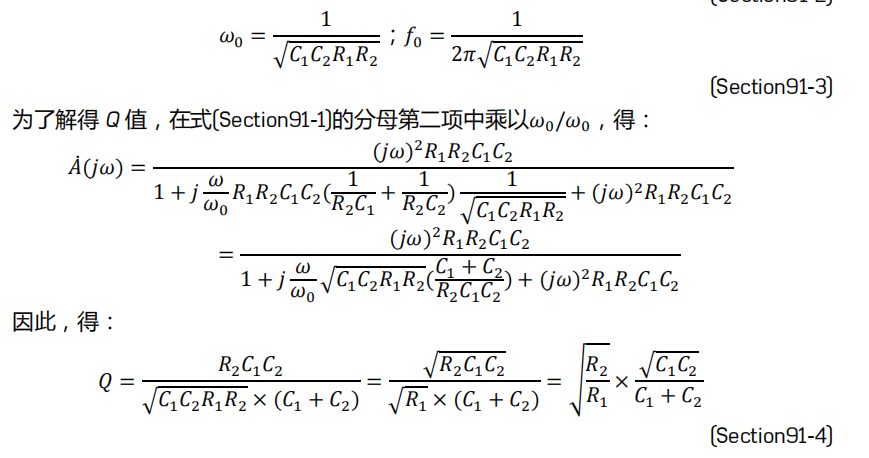 (Section91-2)
ω₀ = 1/√(C₁C₂R₁R₂) ; f₀ = 1/(2π√(C₁C₂R₁R₂))
(Section91-3)
为了解得 Q 值，在式(Section91-1)的分母第二项中乘以ω₀/ω₀，得：
Ȧ(jω) = (jω)²R₁R₂C₁C₂ / (1 + j (ω/ω₀) R₁R₂C₁C₂(1/(R₂C₁) + 1/(R₂C₂)) 1/√(C₁C₂R₁R₂) + (jω)²R₁R₂C₁C₂)
= (jω)²R₁R₂C₁C₂ / (1 + j (ω/ω₀) √(C₁C₂R₁R₂)((C₁ + C₂)/(R₂C₁C₂)) + (jω)²R₁R₂C₁C₂)
因此，得：
Q = R₂C₁C₂ / (√(C₁C₂R₁R₂) × (C₁ + C₂)) = √(R₂C₁C₂) / (√R₁ × (C₁ + C₂)) = √(R₂/R₁) × √(C₁C₂) / (C₁ + C₂)
(Section91-4)